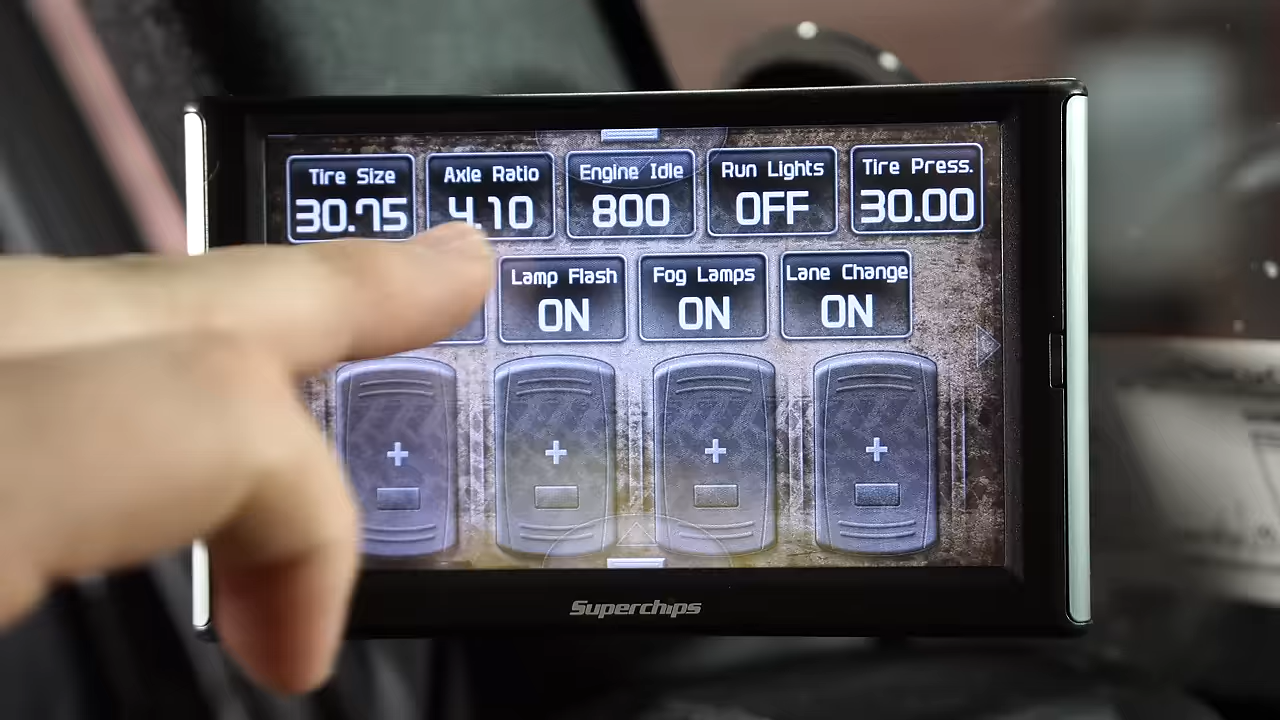 Tire Size
30.75
Axle Ratio
4.10
Engine Idle
800
Run Lights
OFF
Tire Press.
30.00
Lamp Flash
ON
Fog Lamps
ON
Lane Change
ON
+
+
+
+
Superchips